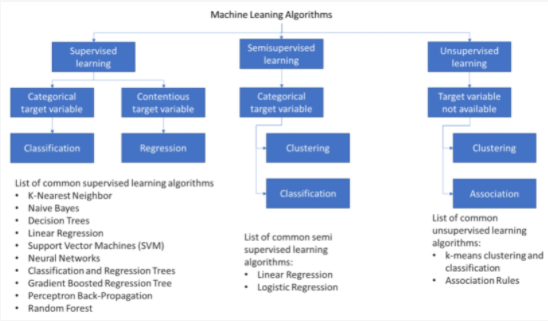 Machine Leaning Algorithms
Supervised
learning
Semisupervised
learning
Unsupervised
learning
Categorical
target variable
Contentious
target variable
Categorical
target variable
Target variable
not available
Classification
Regression
Clustering
Clustering
Classification
Association
List of common supervised learning algorithms
• K-Nearest Neighbor
• Naive Bayes
• Decision Trees
• Linear Regression
• Support Vector Machines (SVM)
• Neural Networks
• Classification and Regression Trees
• Gradient Boosted Regression Tree
• Perceptron Back-Propagation
• Random Forest
List of common semi
supervised learning
algorithms:
• Linear Regression
• Logistic Regression
List of common
unsupervised learning
algorithms:
• k-means clustering and
classification
• Association Rules